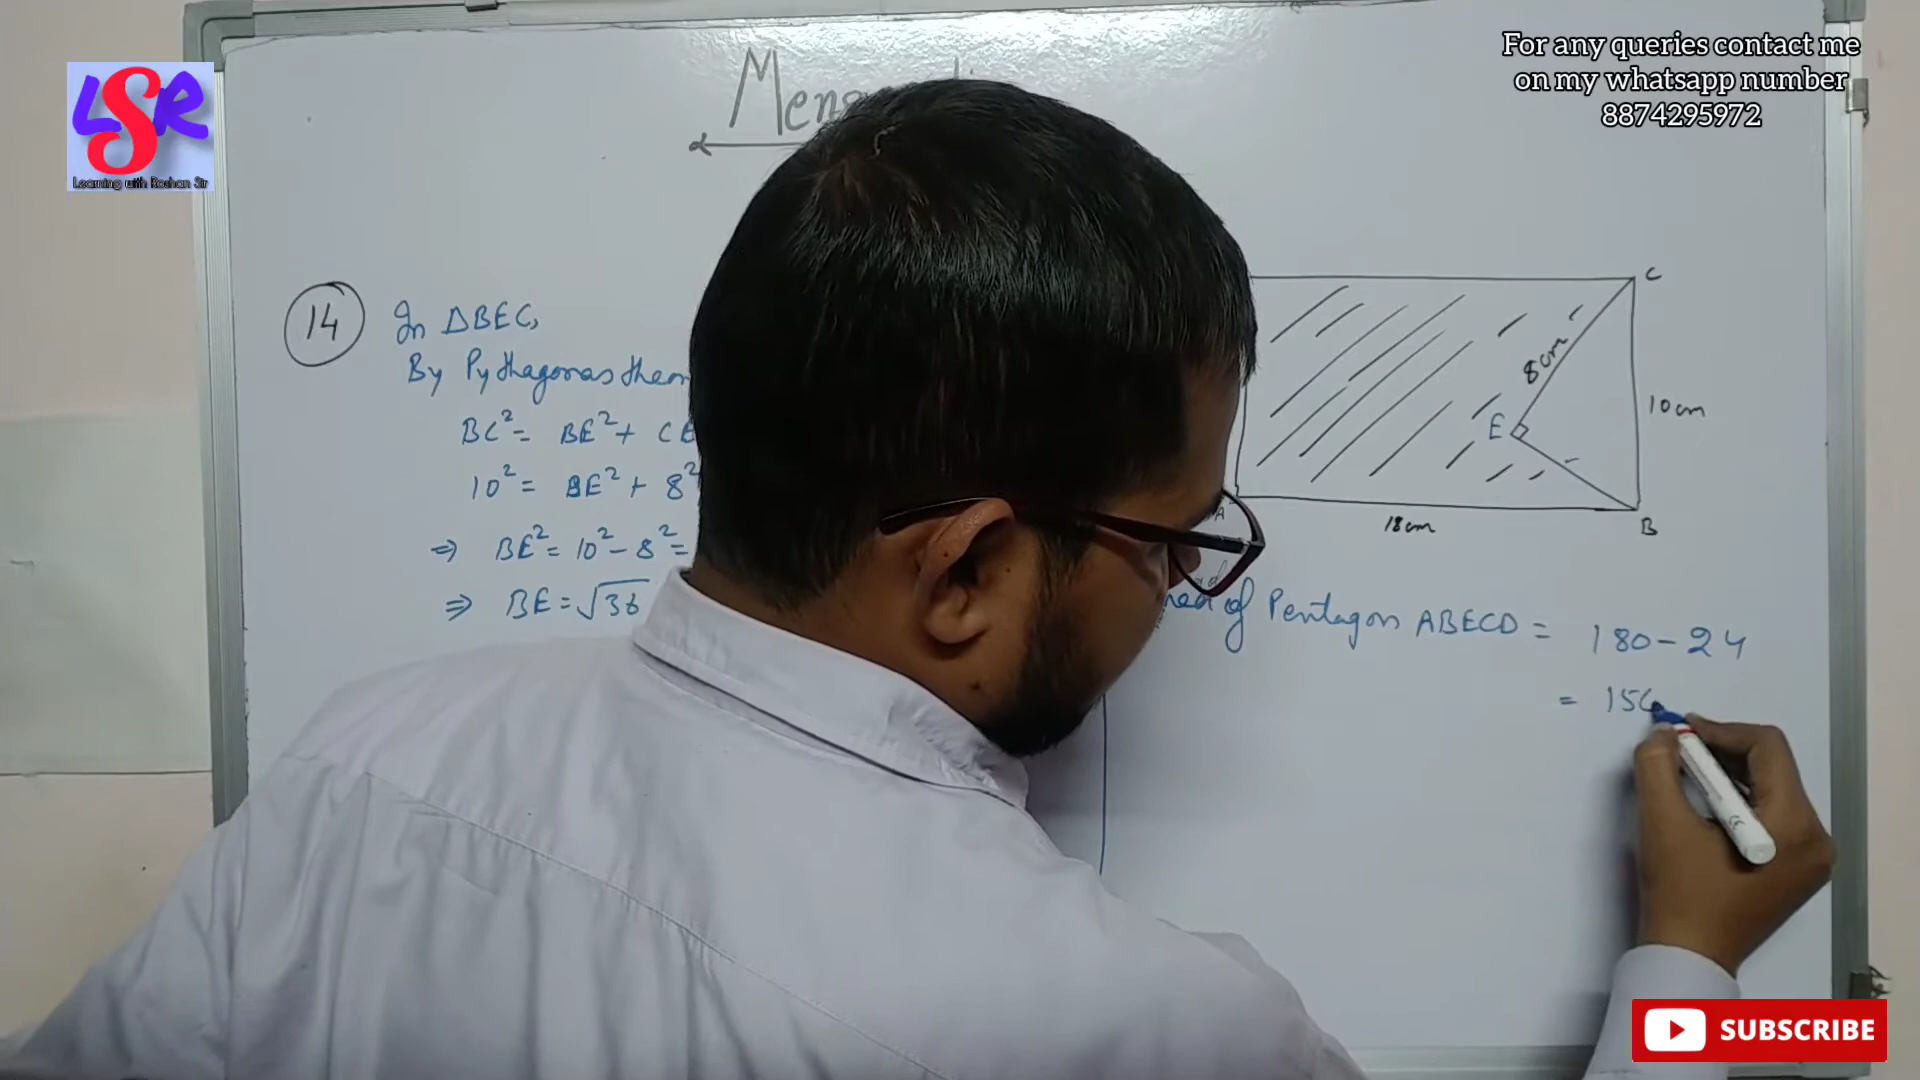 LSR
Learning with Roshan Sir
For any queries contact me
on my whatsapp number
8874295972
14
In ΔBEC,
By Pythagoras
BC² = BE² + CE
10² = BE² + 8²
⇒ BE² = 10² - 8² =
⇒ BE = √36
C
8cm
10cm
E
A
18cm
B
of Pentagon ABECD = 180 - 24
= 156
SUBSCRIBE